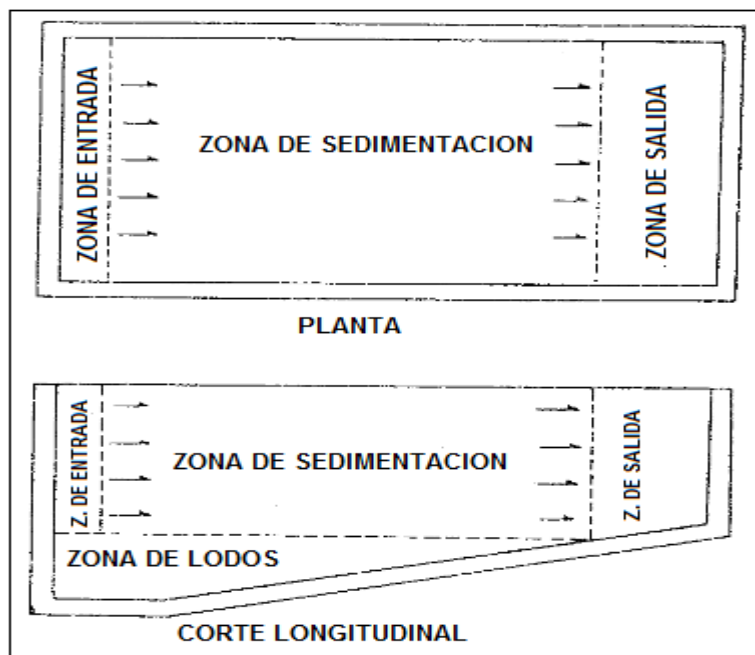 ZONA DE ENTRADA
ZONA DE SEDIMENTACION
ZONA DE SALIDA
PLANTA
Z. DE ENTRADA
ZONA DE SEDIMENTACION
Z. DE SALIDA
ZONA DE LODOS
CORTE LONGITUDINAL